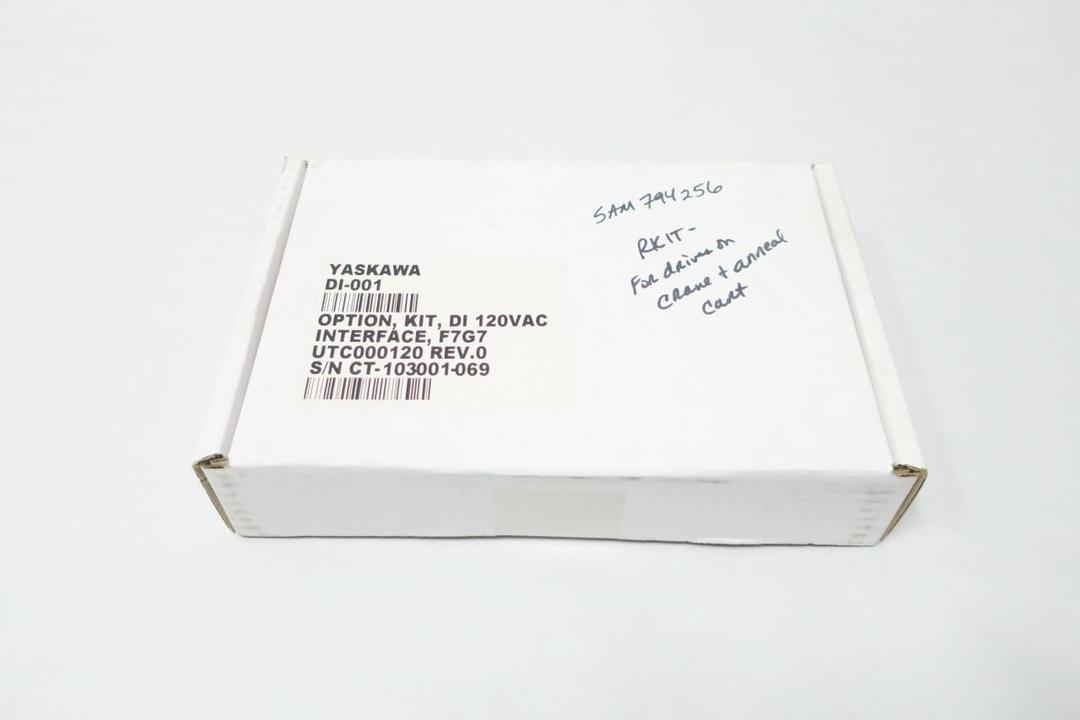 SAM 794256
RKIT-
For drives on
crane + anneal
cart
YASKAWA
DI-001
OPTION, KIT, DI 120VAC
INTERFACE, F7G7
UTC000120 REV.0
S/N CT-103001-069